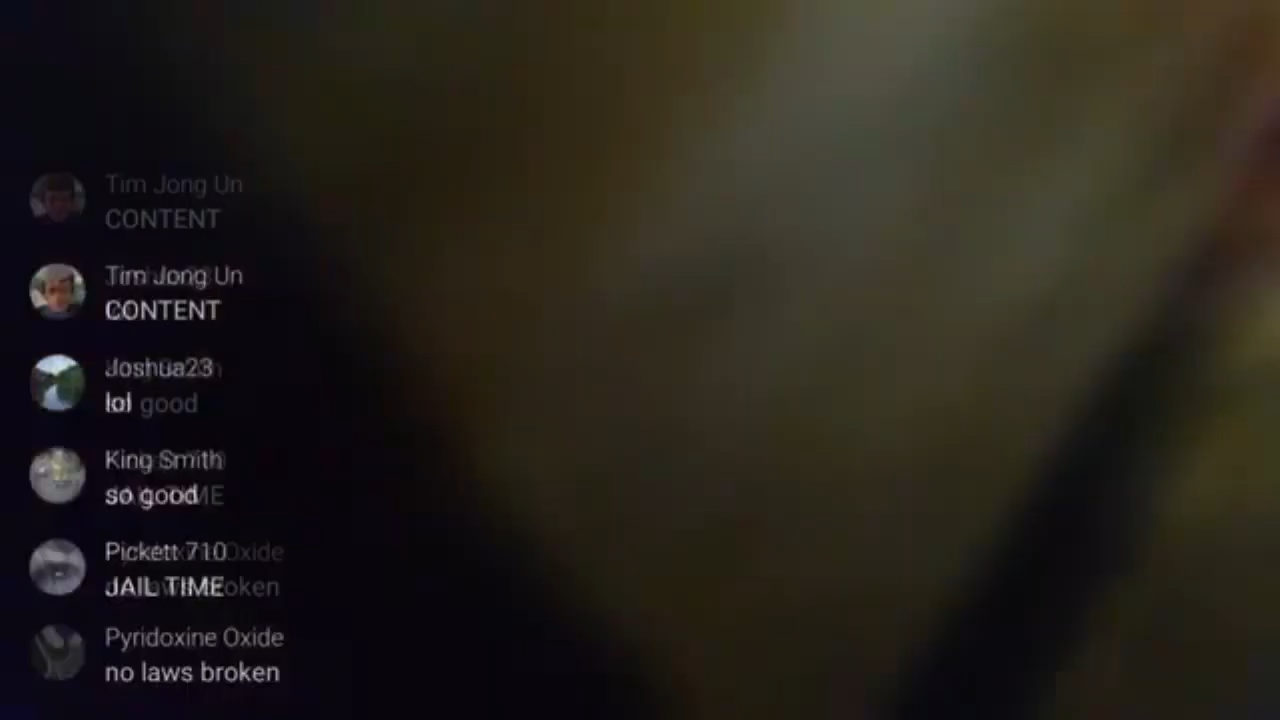 Tim Jong Un
CONTENT
Tim Jong Un
CONTENT
Joshua23
lol
King Smith
so good
Pickett 710
JAIL TIME
Pyridoxine Oxide
no laws broken